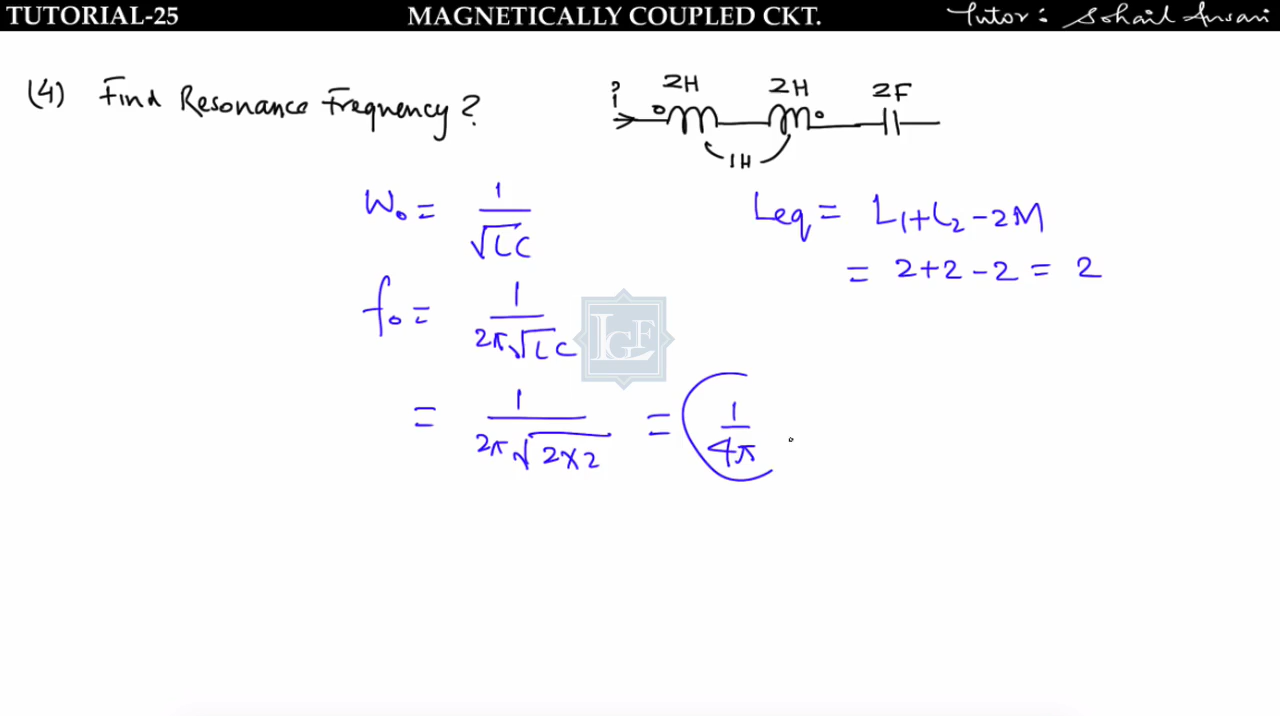 TUTORIAL-25 MAGNETICALLY COUPLED CKT. Tutor: Sohail Ansari
(4) Find Resonance Frequency?
i 2H 2H 2F
1H
W₀ = 1/√LC
Leq = L₁+L₂-2M
= 2+2-2 = 2
f₀ = 1/2π√LC
LGF
= 1/2π√2×2 = 1/4π